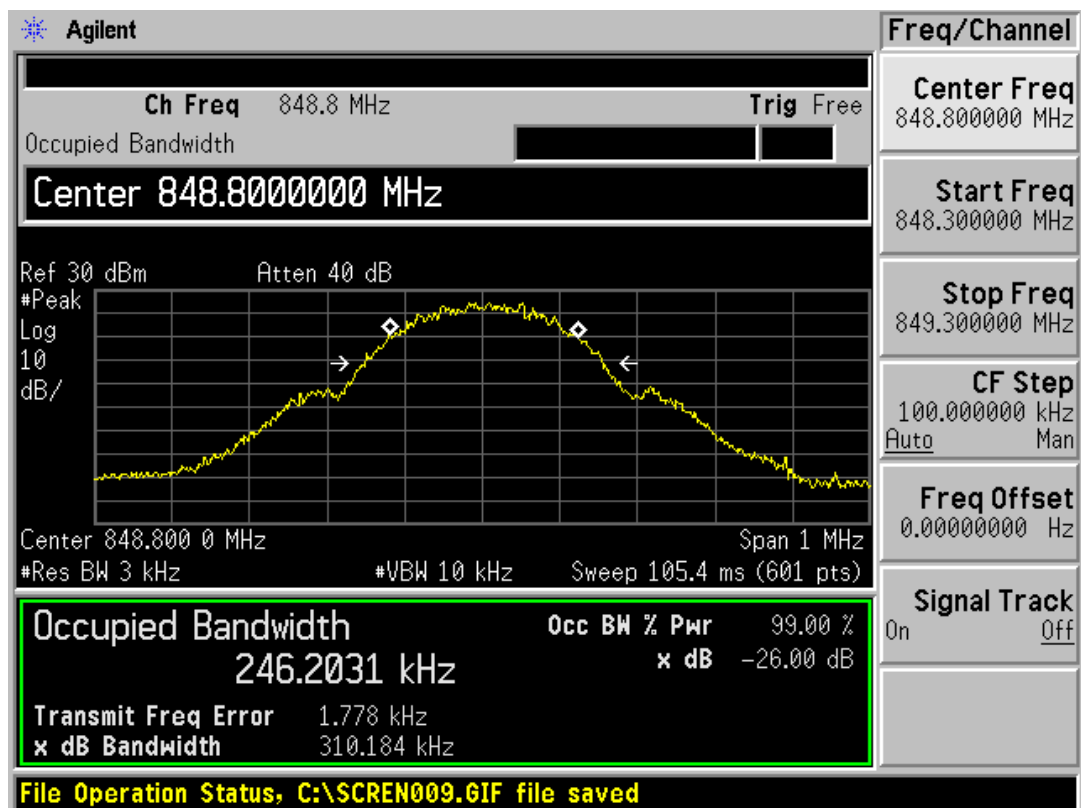 Agilent
Freq/Channel
Ch Freq 848.8 MHz Trig Free
Occupied Bandwidth
Center 848.8000000 MHz
Ref 30 dBm Atten 40 dB
#Peak
Log
10
dB/
Center 848.800 0 MHz Span 1 MHz
#Res BW 3 kHz #VBW 10 kHz Sweep 105.4 ms (601 pts)
Occupied Bandwidth Occ BW % Pwr 99.00 %
246.2031 kHz x dB -26.00 dB
Transmit Freq Error 1.778 kHz
x dB Bandwidth 310.184 kHz
File Operation Status, C:\SCREN009.GIF file saved
Center Freq
848.800000 MHz
Start Freq
848.300000 MHz
Stop Freq
849.300000 MHz
CF Step
100.000000 kHz
Auto Man
Freq Offset
0.00000000 Hz
Signal Track
On Off